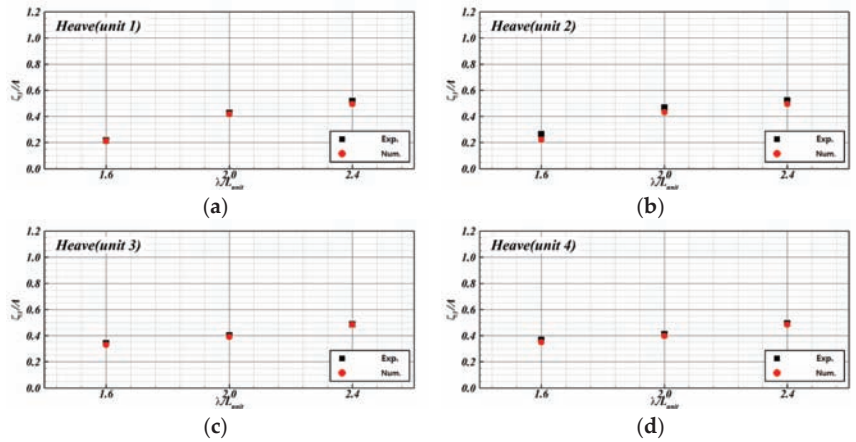 Heave(unit 1)
1.2
1.0
0.8
0.6
0.4
0.2
0.0
ζa/A
Exp.
Num.
1.6
2.0
2.4
λ/Lunit
(a)
Heave(unit 2)
1.2
1.0
0.8
0.6
0.4
0.2
0.0
ζa/A
Exp.
Num.
1.6
2.0
2.4
λ/Lunit
(b)
Heave(unit 3)
1.2
1.0
0.8
0.6
0.4
0.2
0.0
ζa/A
Exp.
Num.
1.6
2.0
2.4
λ/Lunit
(c)
Heave(unit 4)
1.2
1.0
0.8
0.6
0.4
0.2
0.0
ζa/A
Exp.
Num.
1.6
2.0
2.4
λ/Lunit
(d)